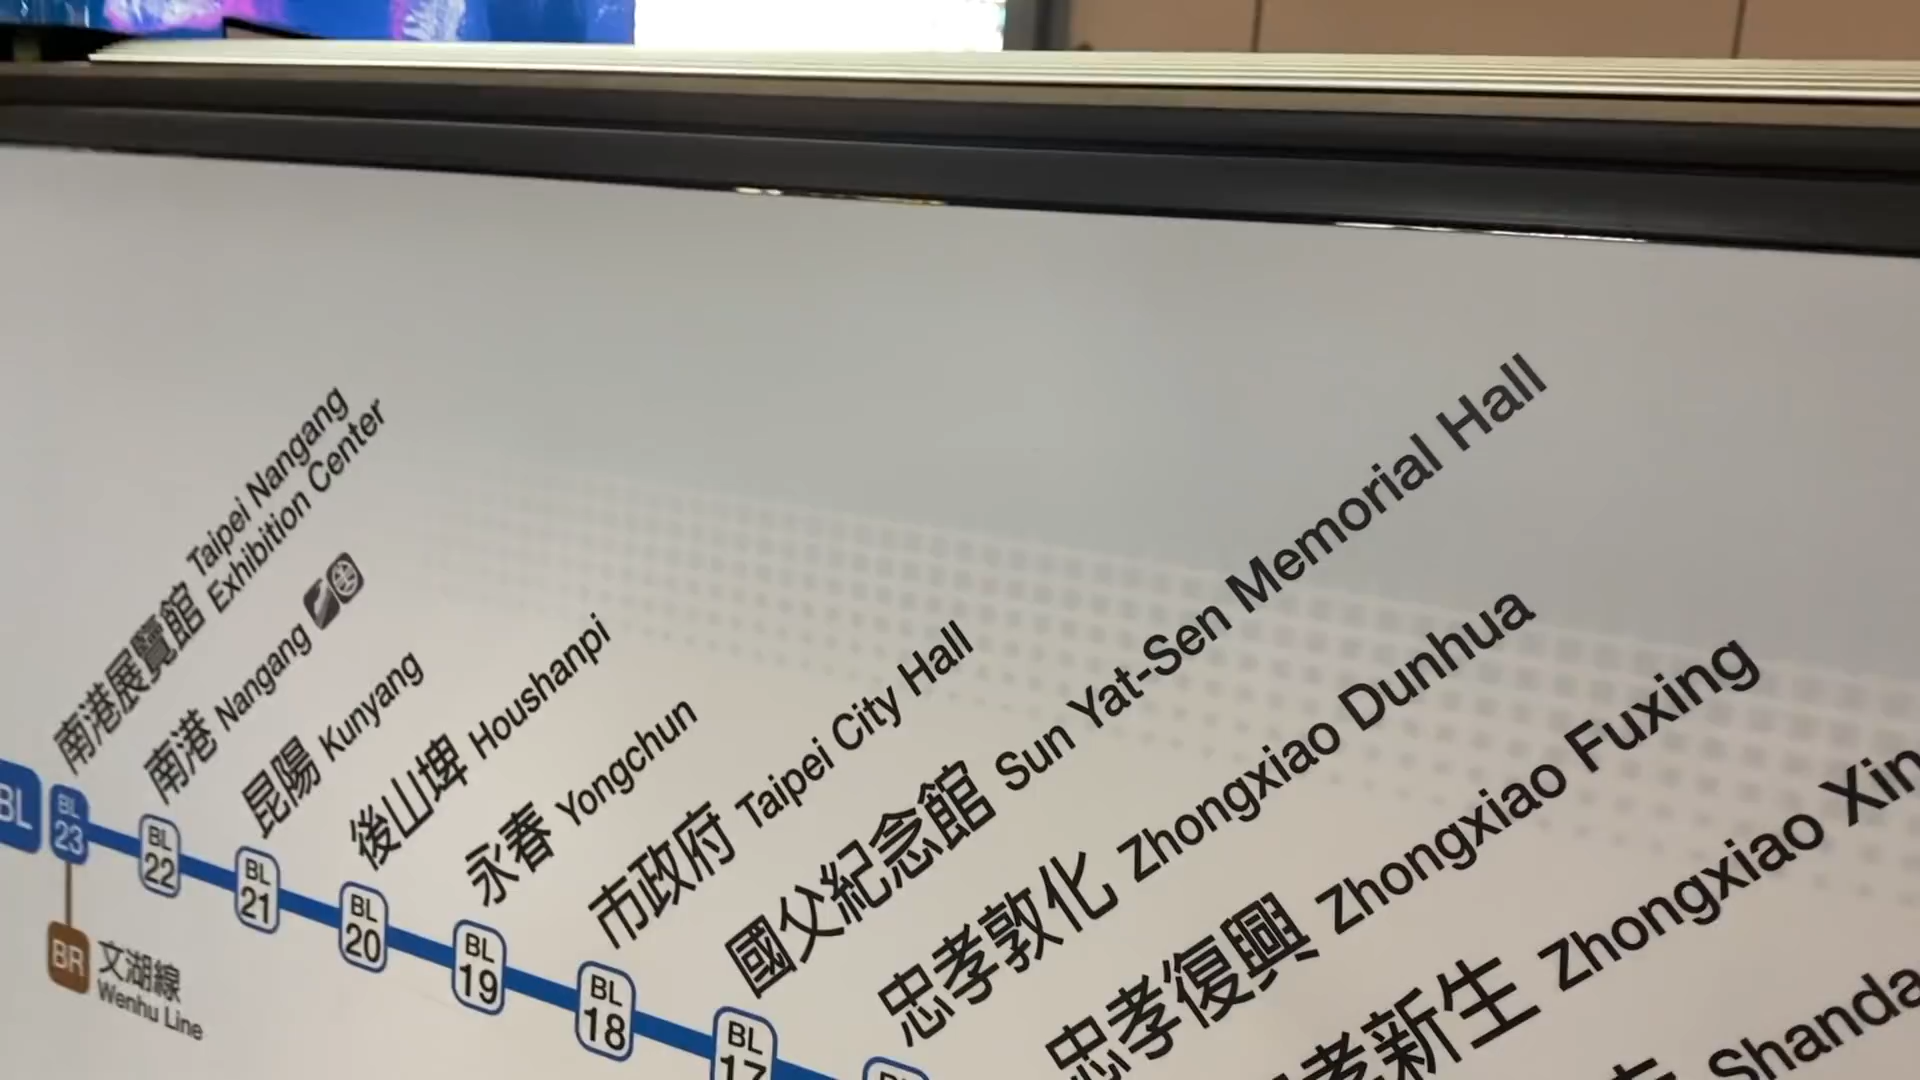 南港展覽館 Taipei Nangang
Exhibition Center
南港 Nangang
昆陽 Kunyang
後山埤 Houshanpi
永春 Yongchun
市政府 Taipei City Hall
國父紀念館 Sun Yat-Sen Memorial Hall
忠孝敦化 Zhongxiao Dunhua
忠孝復興 Zhongxiao Fuxing
孝新生 Zhongxiao Xin
Shanda
BL
BL
23
BL
22
BL
21
BL
20
BL
19
BL
18
BL
17
BR
文湖線
Wenhu Line